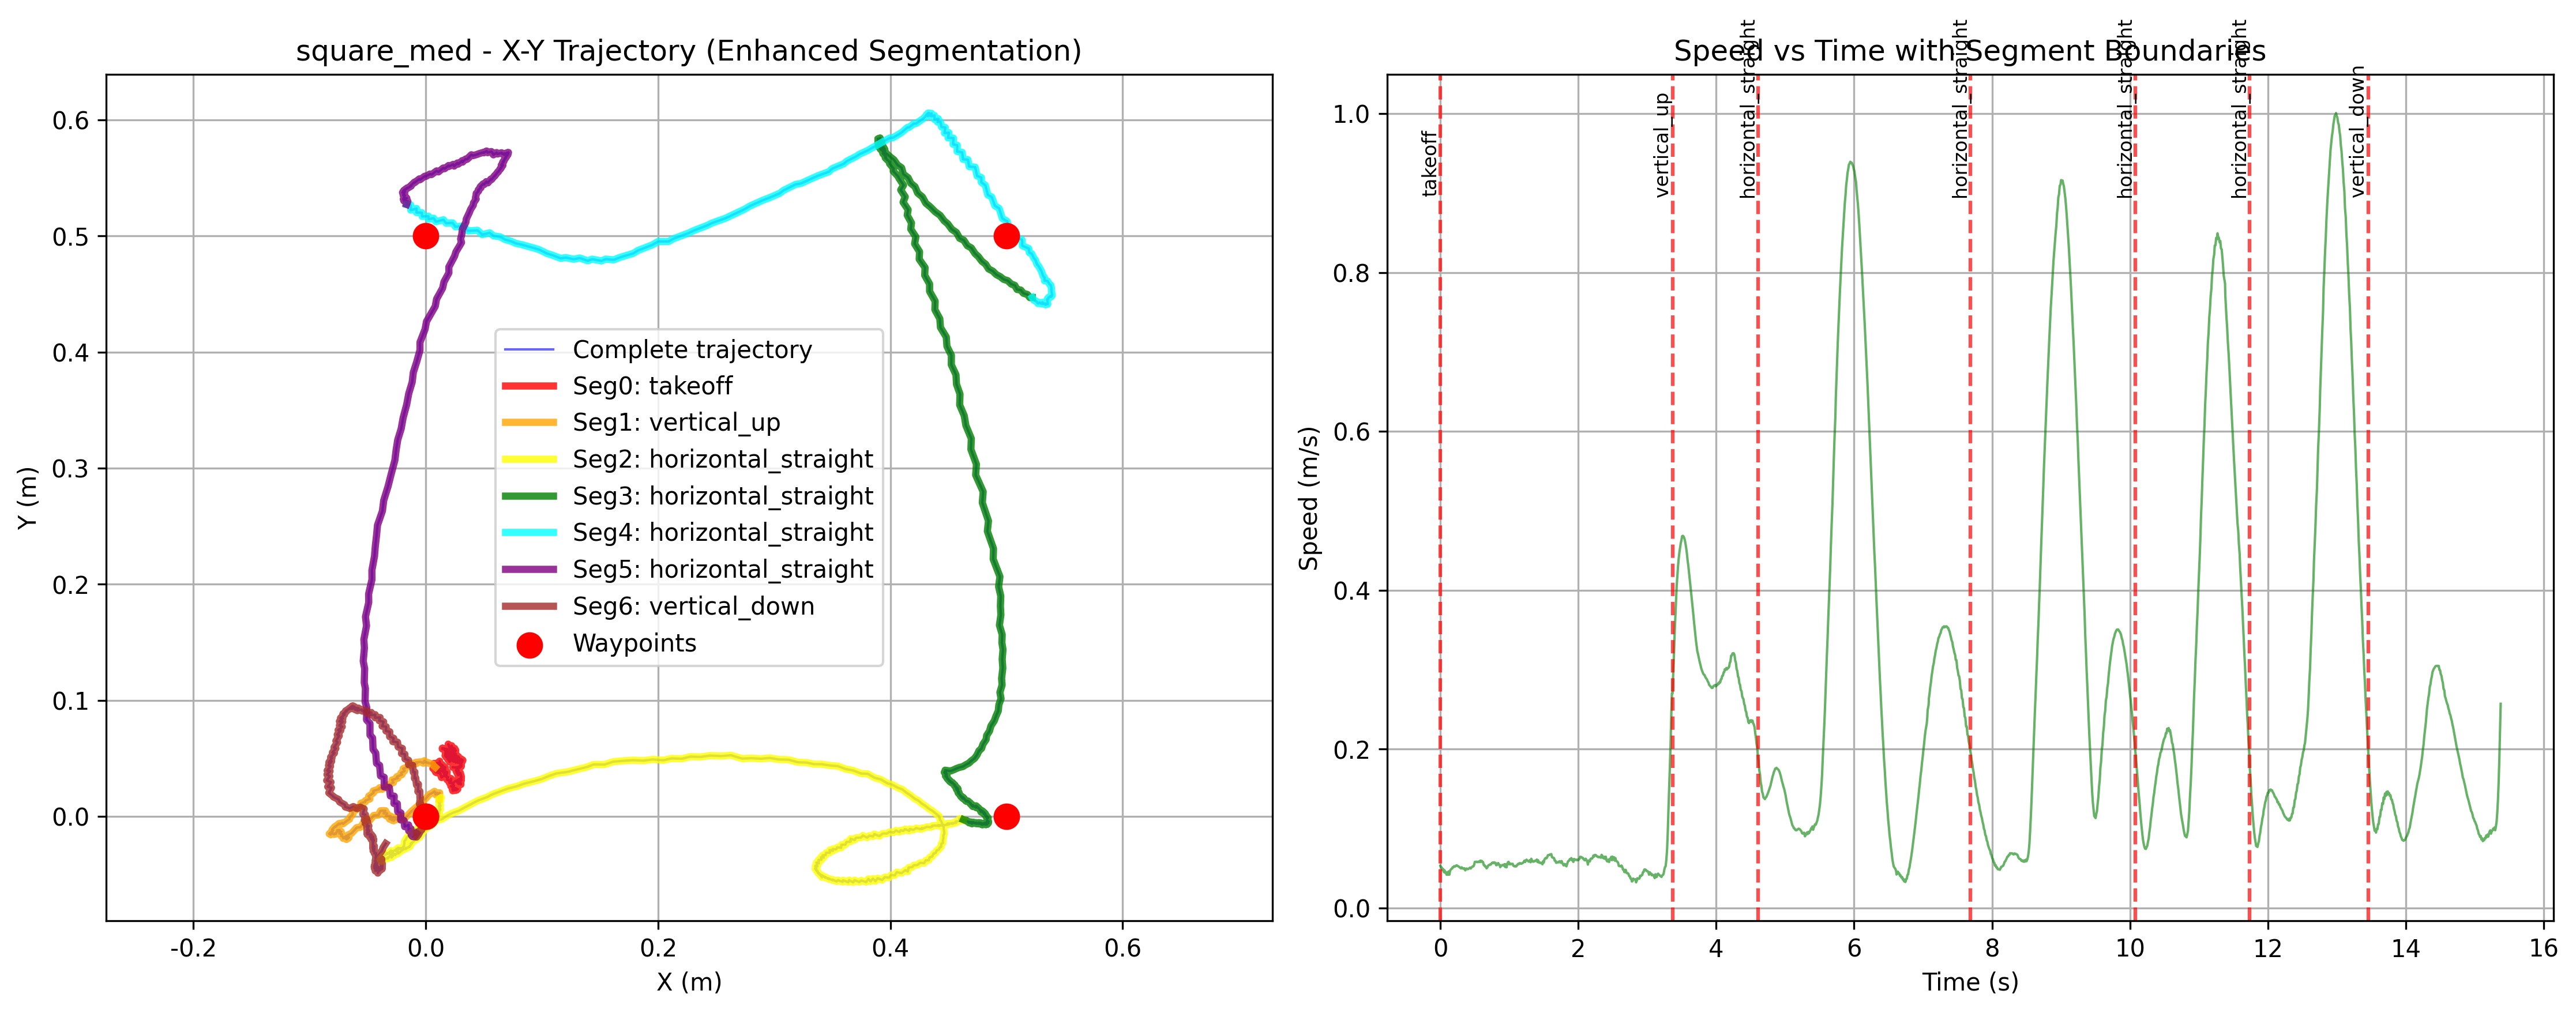 square_med - X-Y Trajectory (Enhanced Segmentation)
Y (m)
0.6
0.5
0.4
0.3
0.2
0.1
0.0
-0.2
0.0
0.2
0.4
0.6
X (m)
Complete trajectory
Seg0: takeoff
Seg1: vertical_up
Seg2: horizontal_straight
Seg3: horizontal_straight
Seg4: horizontal_straight
Seg5: horizontal_straight
Seg6: vertical_down
Waypoints
Speed vs Time with Segment Boundaries
Speed (m/s)
1.0
0.8
0.6
0.4
0.2
0.0
takeoff
vertical_up
horizontal_straight
horizontal_straight
horizontal_straight
horizontal_straight
vertical_down
0
2
4
6
8
10
12
14
16
Time (s)